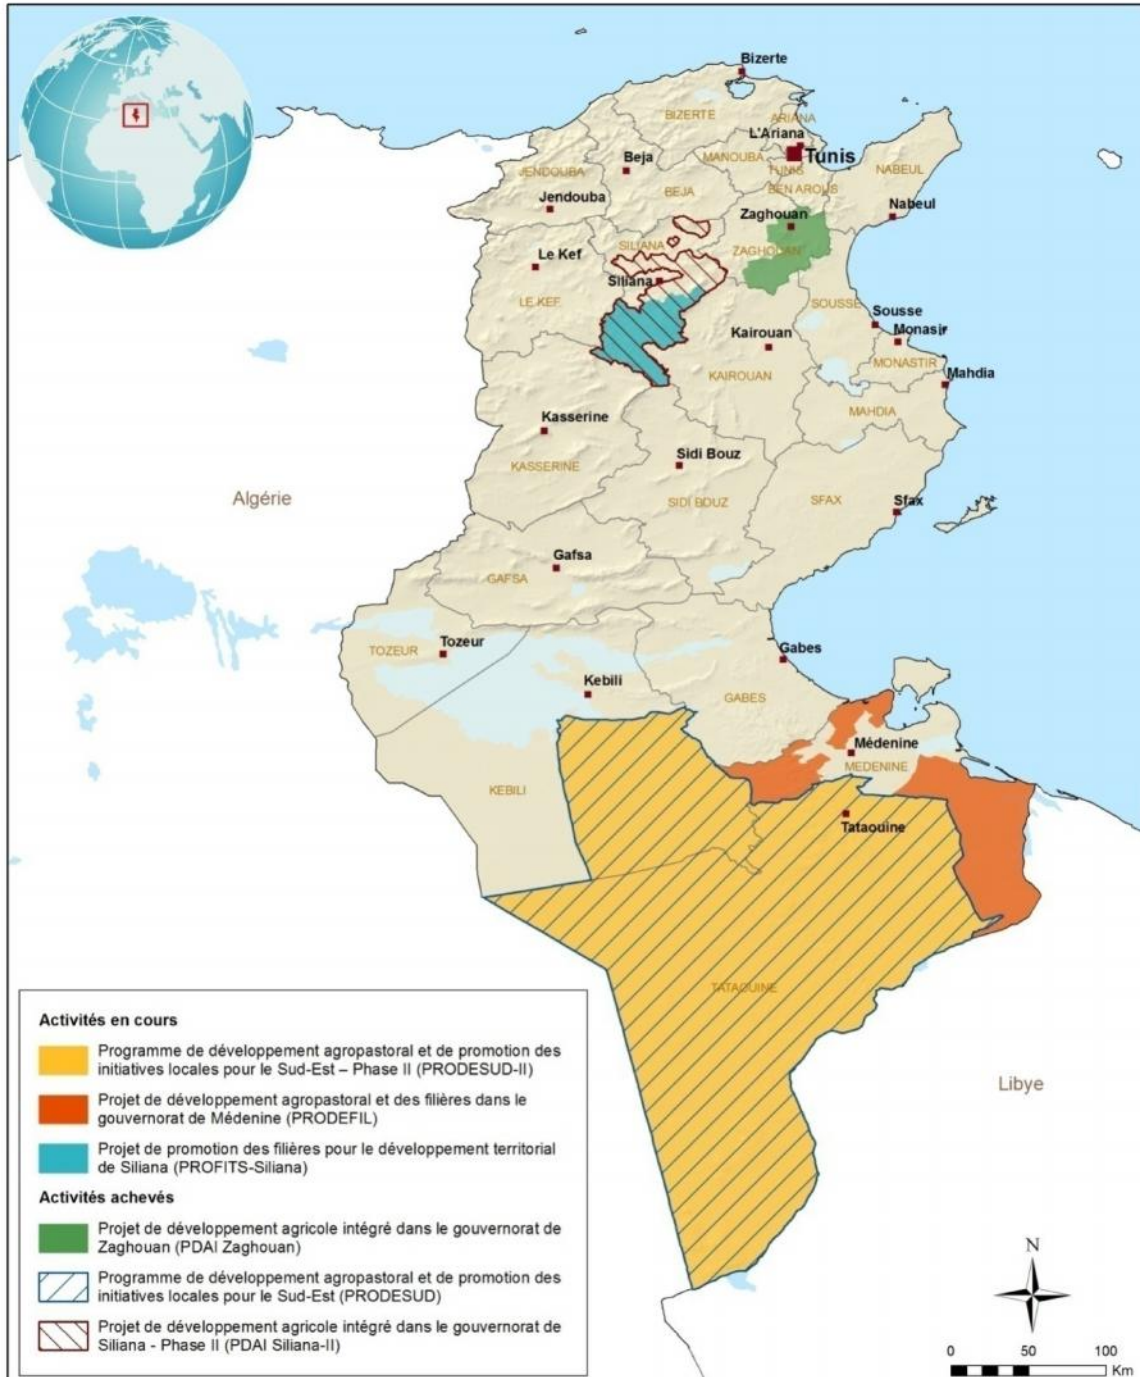 Bizerte
BIZERTE
ARIANA
L'Ariana
Tunis
MANOUBA
TUNIS
Beja
JENDOUBA
BEJA
BEN AROUS
NABEUL
Jendouba
Zaghouan
Nabeul
SILIANA
ZAGHOUAN
Le Kef
Siliana
LE KEF
SOUSSE
Sousse
Monasir
Kairouan
MONASTIR
KAIROUAN
Mahdia
MAHDIA
Kasserine
Sidi Bouz
KASSERINE
Algérie
SIDI BOUZ
SFAX
Sfax
Gafsa
GAFSA
Tozeur
TOZEUR
Gabes
Kebili
GABES
Médenine
MEDENINE
KEBILI
Tataouine
TATAOUINE
Libye
Activités en cours
Programme de développement agropastoral et de promotion des
initiatives locales pour le Sud-Est – Phase II (PRODESUD-II)
Projet de développement agropastoral et des filières dans le
gouvernorat de Médenine (PRODEFIL)
Projet de promotion des filières pour le développement territorial
de Siliana (PROFITS-Siliana)
Activités achevés
Projet de développement agricole intégré dans le gouvernorat de
Zaghouan (PDAI Zaghouan)
Programme de développement agropastoral et de promotion des
initiatives locales pour le Sud-Est (PRODESUD)
Projet de développement agricole intégré dans le gouvernorat de
Siliana - Phase II (PDAI Siliana-II)
N
0 50 100
Km